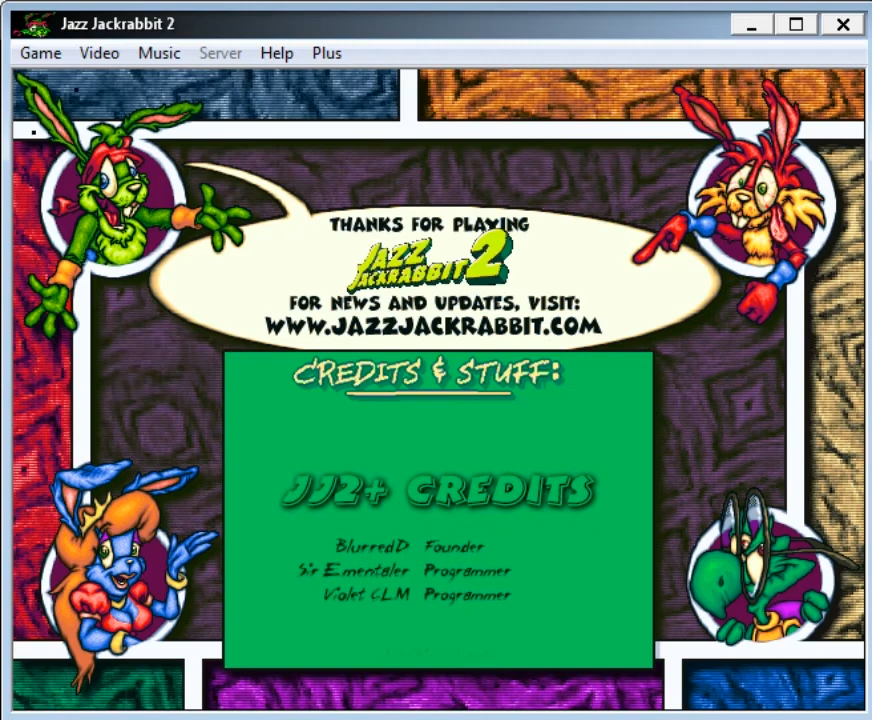 Jazz Jackrabbit 2
Game Video Music Server Help Plus
THANKS FOR PLAYING
JAZZ
JACKRABBIT 2
FOR NEWS AND UPDATES, VISIT:
WWW.JAZZJACKRABBIT.COM
CREDITS & STUFF:
JJ2+ CREDITS
BlurredD Founder
Sir Ementaler Programmer
Violet CLM Programmer